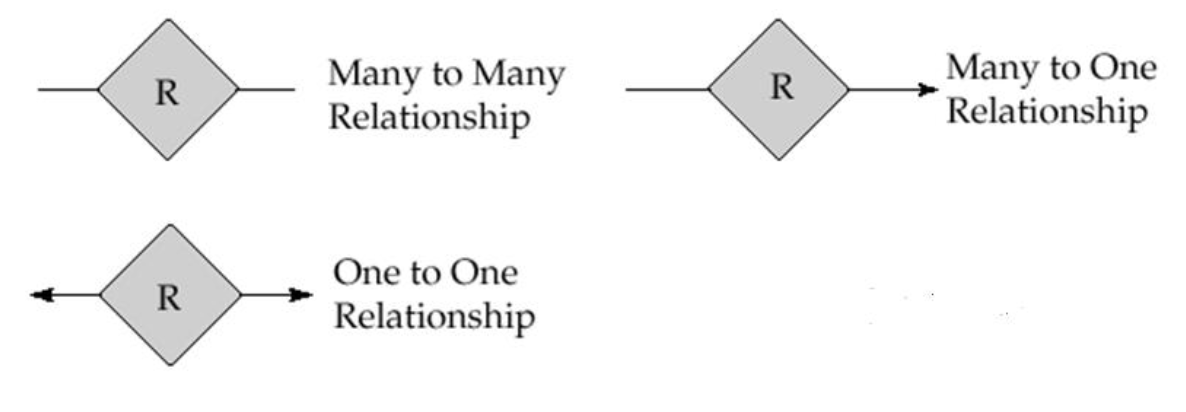 R
Many to Many
Relationship
R
Many to One
Relationship
R
One to One
Relationship